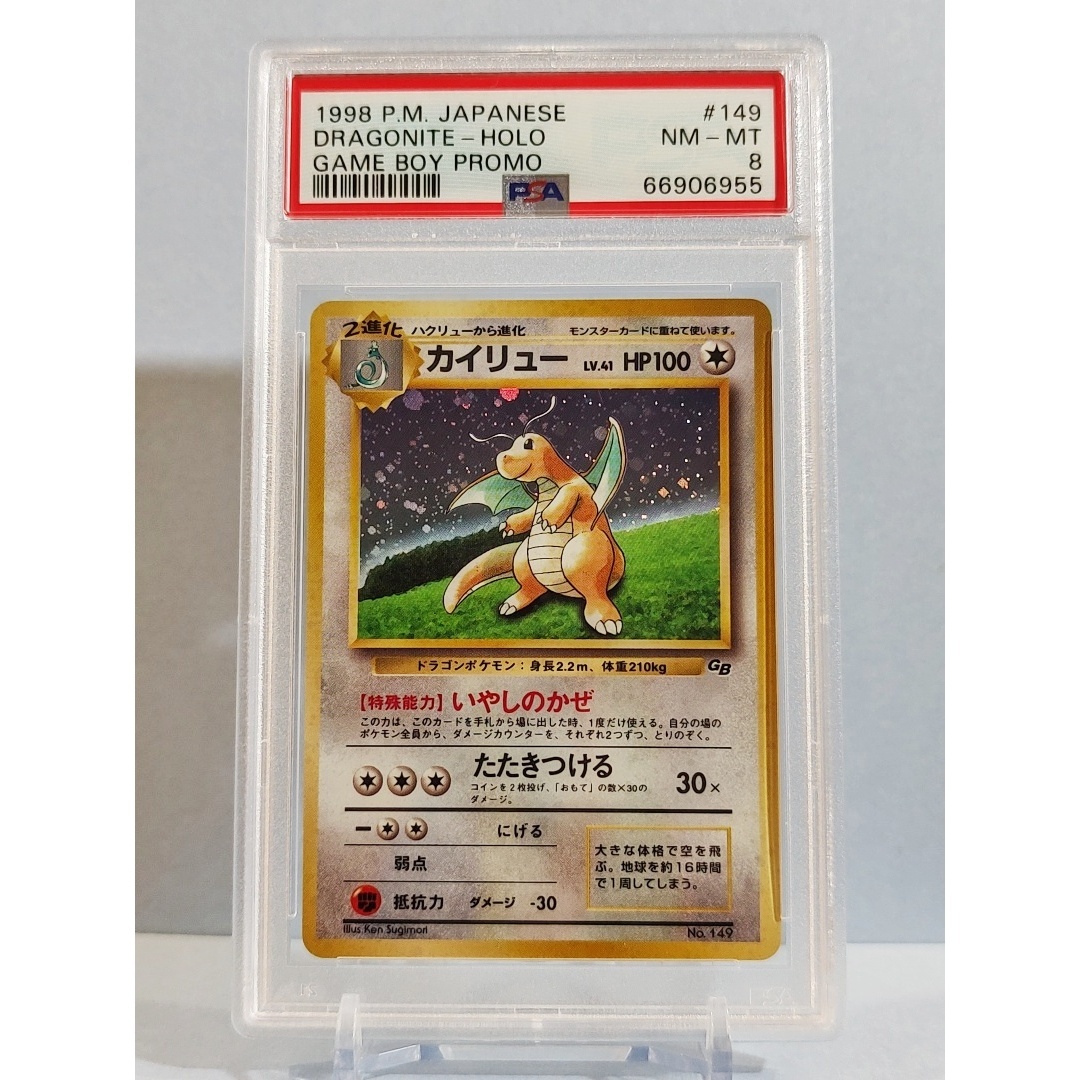 1998 P.M. JAPANESE #149
DRAGONITE-HOLO NM-MT
GAME BOY PROMO 8
PSA 66906955
2進化 ハクリューから進化 モンスターカードに重ねて使います。
カイリュー LV.41 HP100
ドラゴンポケモン:身長2.2m、体重210kg GB
【特殊能力】いやしのかぜ
この力は、このカードを手札から場に出した時、1度だけ使える。自分の場の
ポケモン全員から、ダメージカウンターを、それぞれ2つずつ、とりのぞく。
たたきつける 30×
コインを2枚投げ、「おもて」の数×30の
ダメージ。
にげる
弱点
抵抗力 ダメージ -30
大きな体格で空を飛
ぶ。地球を約16時間
で1周してしまう。
Illus.Ken Sugimori No.149